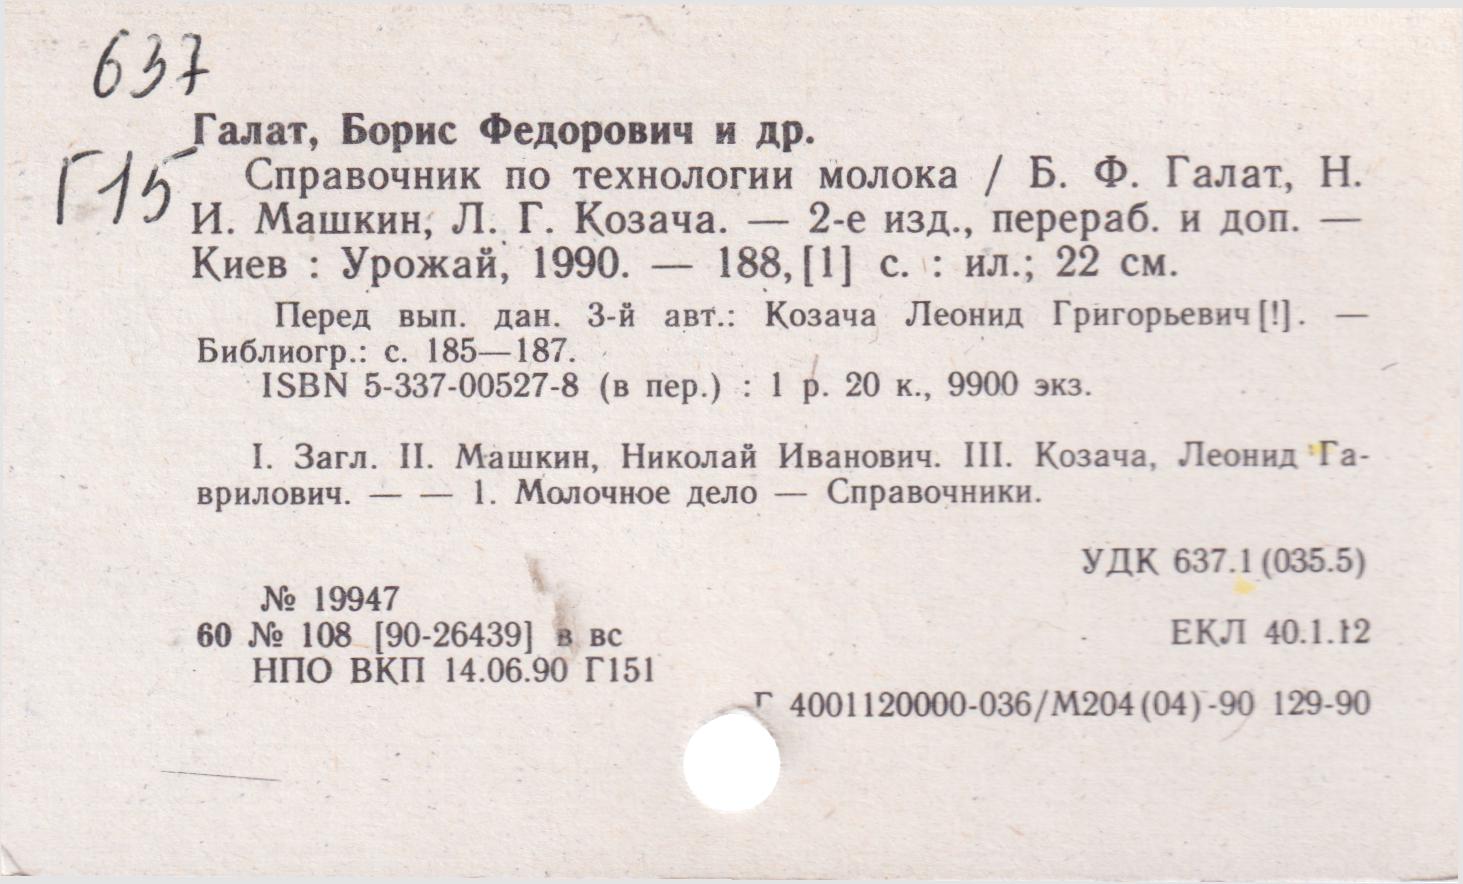 637
Г15
Галат, Борис Федорович и др.
Справочник по технологии молока / Б. Ф. Галат, Н.
И. Машкин, Л. Г. Козача. — 2-е изд., перераб. и доп. —
Киев : Урожай, 1990. — 188, [1] с. : ил.; 22 см.
Перед вып. дан. 3-й авт.: Козача Леонид Григорьевич [!]. —
Библиогр.: с. 185—187.
ISBN 5-337-00527-8 (в пер.) : 1 р. 20 к., 9900 экз.
I. Загл. II. Машкин, Николай Иванович. III. Козача, Леонид Га-
врилович. — — 1. Молочное дело — Справочники.
УДК 637.1 (035.5)
№ 19947
60 № 108 [90-26439] в вс
ЕКЛ 40.1.12
НПО ВКП 14.06.90 Г151
Г 4001120000-036/М204 (04)-90 129-90